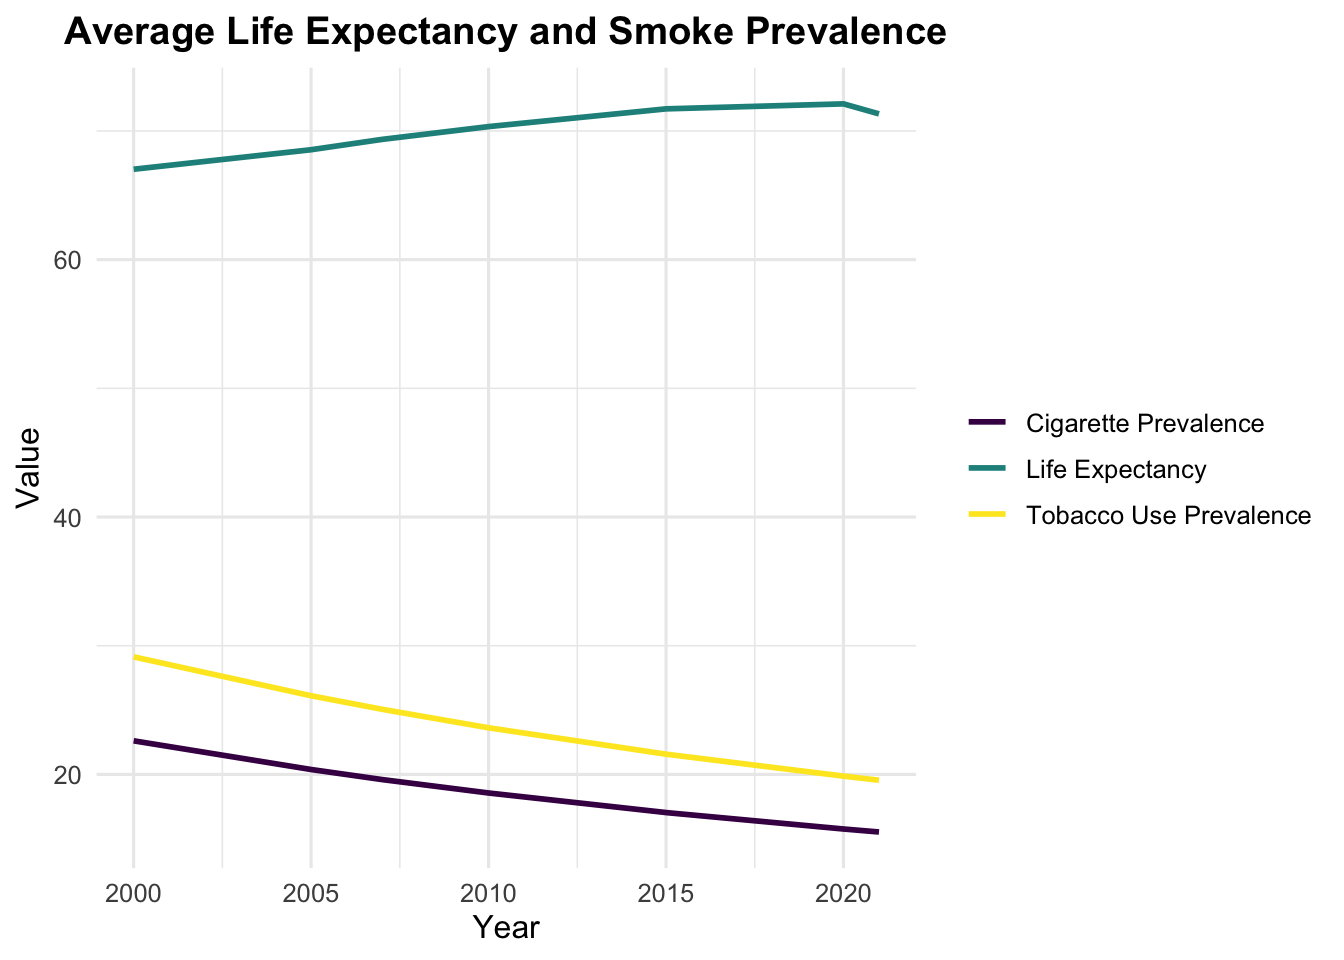 Average Life Expectancy and Smoke Prevalence
Value
60
40
20
2000 2005 2010 2015 2020
Year
Cigarette Prevalence
Life Expectancy
Tobacco Use Prevalence